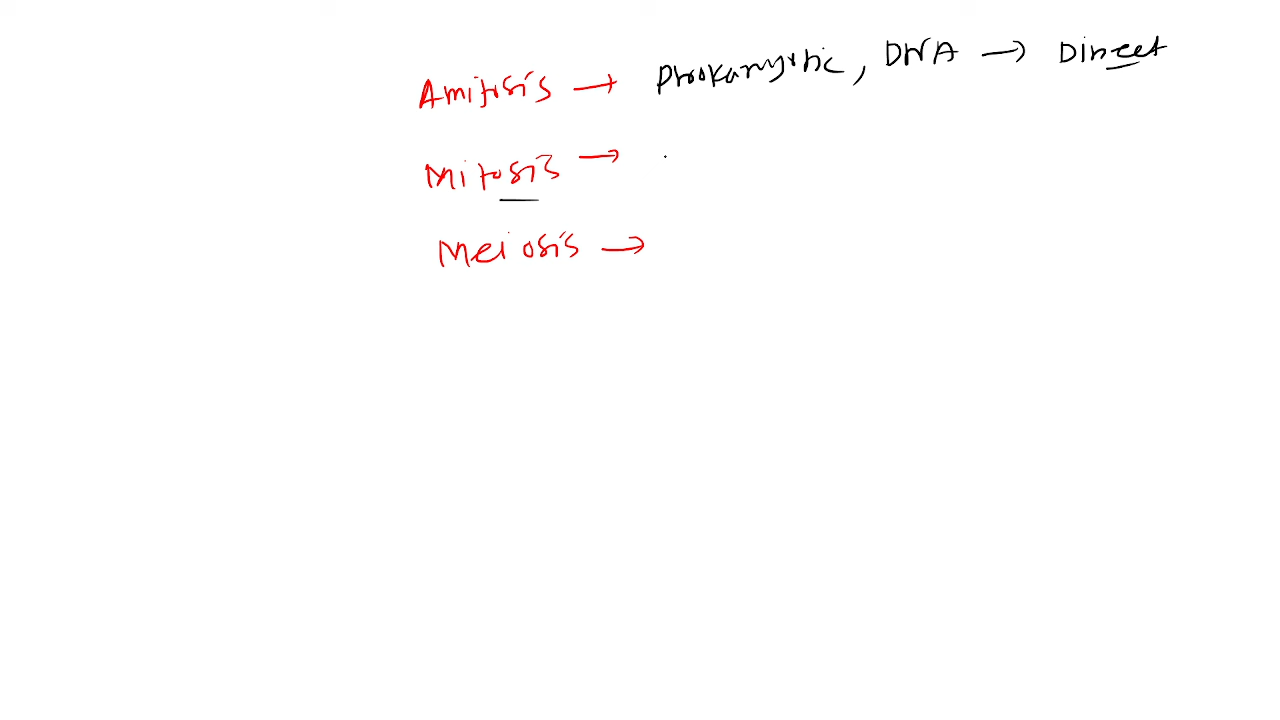 Amitosis → Prokaryotic, DNA → Direct
Mitosis →
Meiosis →